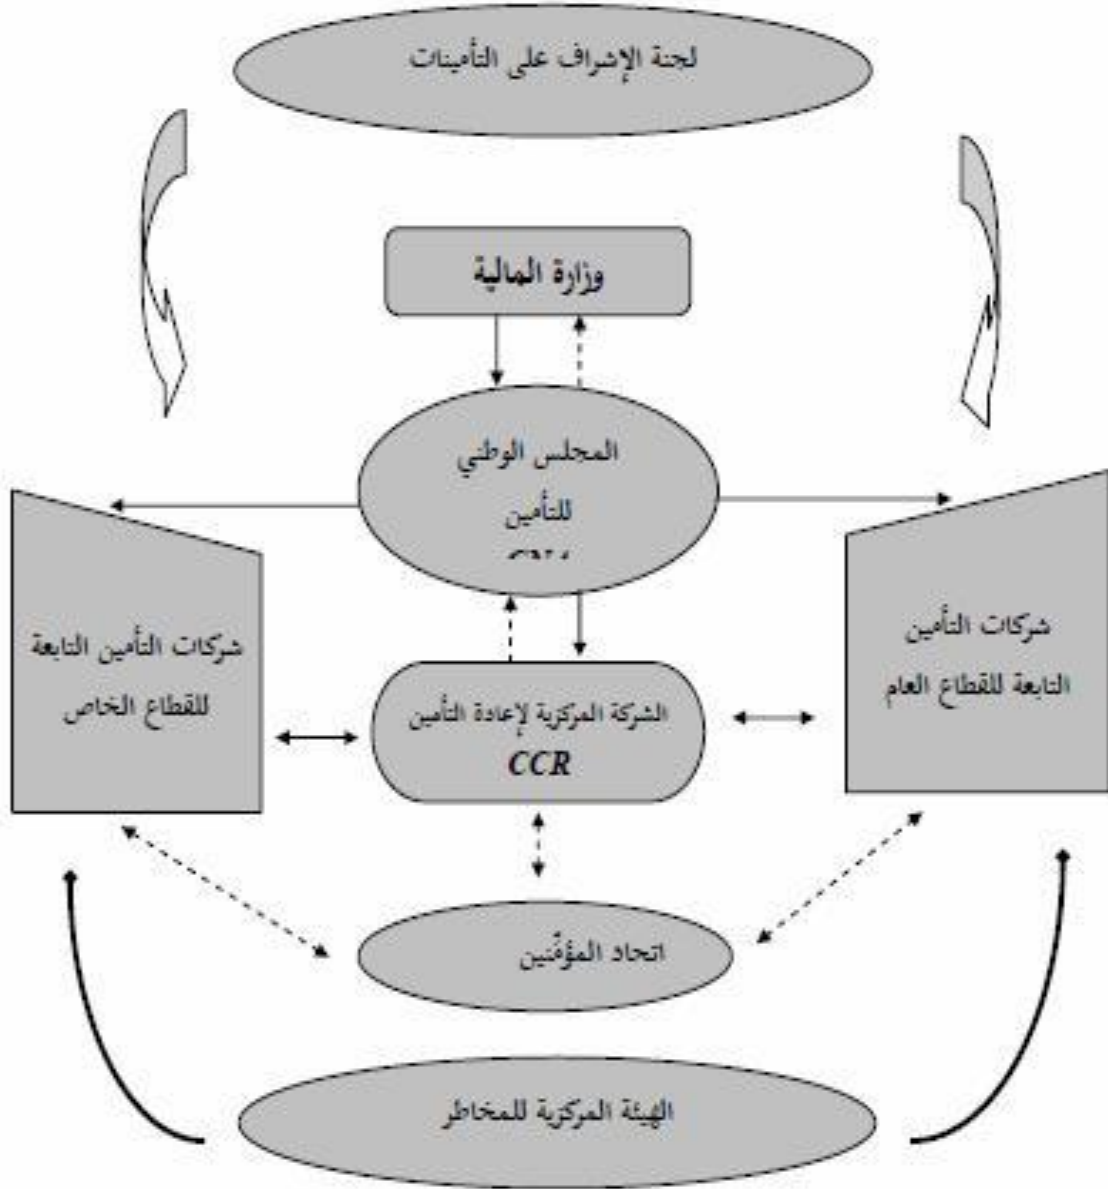 لجنة الإشراف على التأمينات
وزارة المالية
المجلس الوطني
للتأمين
شركات التأمين
التابعة للقطاع العام
شركات التأمين التابعة
للقطاع الخاص
الشركة المركزية لإعادة التأمين
CCR
اتحاد المؤمّنين
الهيئة المركزية للمخاطر